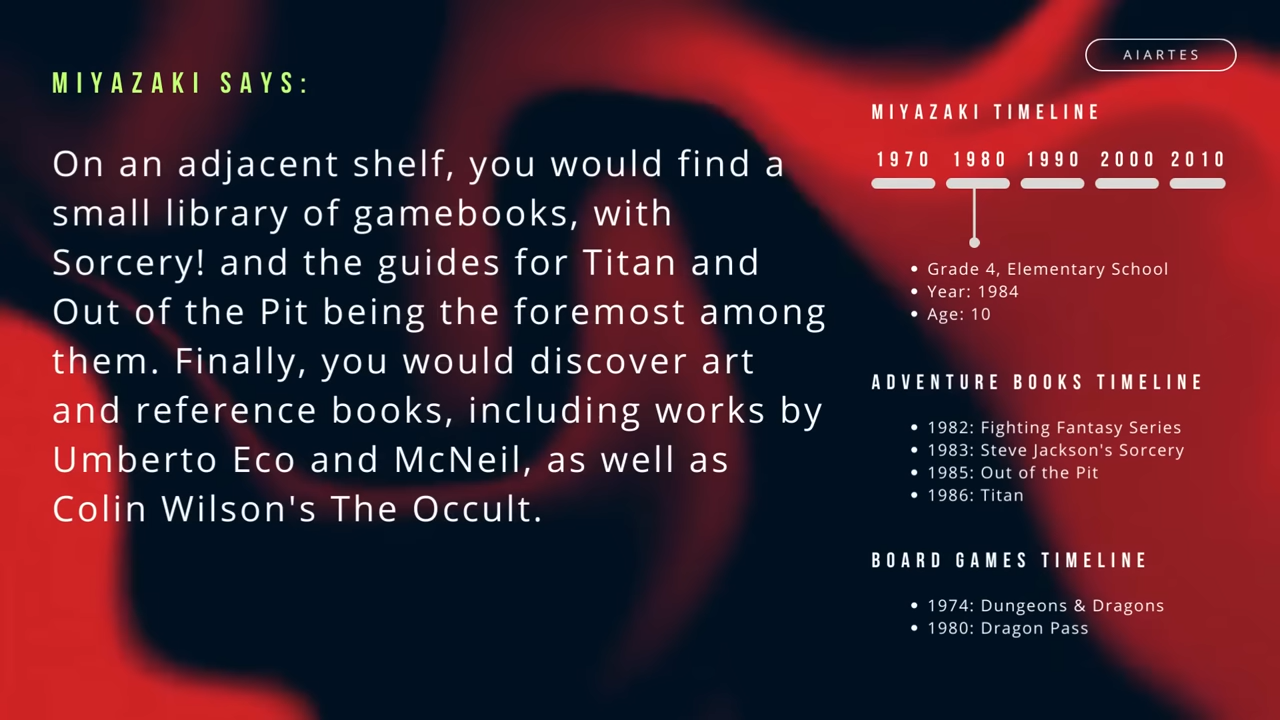 MIYAZAKI SAYS:
On an adjacent shelf, you would find a
small library of gamebooks, with
Sorcery! and the guides for Titan and
Out of the Pit being the foremost among
them. Finally, you would discover art
and reference books, including works by
Umberto Eco and McNeil, as well as
Colin Wilson's The Occult.
AIARTES
MIYAZAKI TIMELINE
1970 1980 1990 2000 2010
• Grade 4, Elementary School
• Year: 1984
• Age: 10
ADVENTURE BOOKS TIMELINE
• 1982: Fighting Fantasy Series
• 1983: Steve Jackson's Sorcery
• 1985: Out of the Pit
• 1986: Titan
BOARD GAMES TIMELINE
• 1974: Dungeons & Dragons
• 1980: Dragon Pass